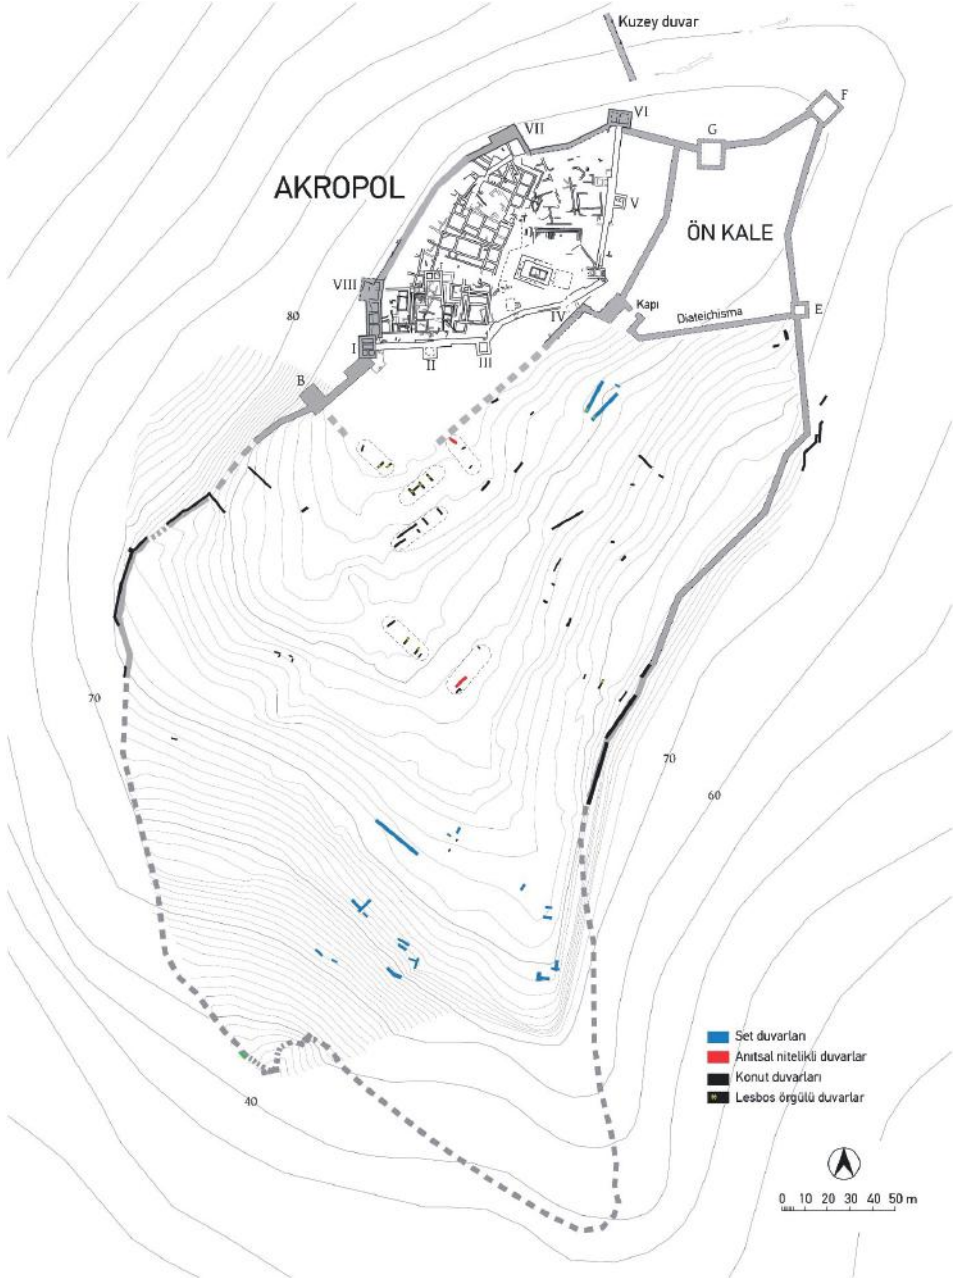 Kuzey duvar
F
VI
G
VII
AKROPOL
V
ÖN KALE
VIII
80
Kapı
IV
Diateichisma
E
I
II
III
B
70
70
60
Set duvarları
Anıtsal nitelikli duvarlar
Konut duvarları
Lesbos örgülü duvarlar
40
0 10 20 30 40 50 m